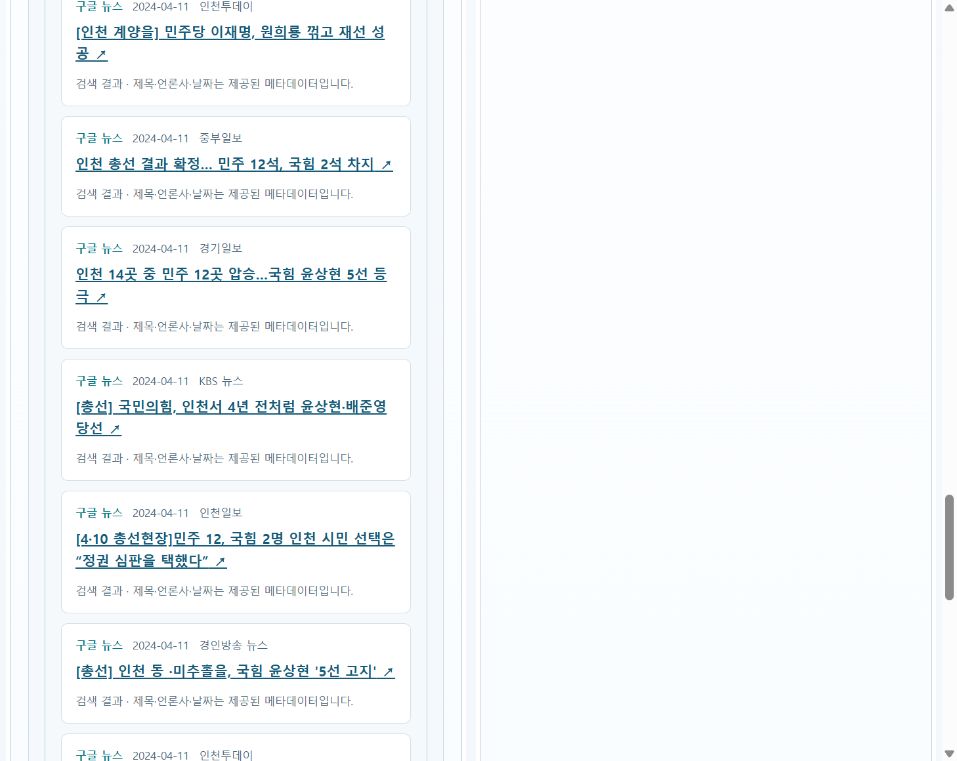 구글 뉴스 2024-04-11 인천투데이
[인천 계양을] 민주당 이재명, 원희룡 꺾고 재선 성
공 ↗
검색 결과 · 제목·언론사·날짜는 제공된 메타데이터입니다.
구글 뉴스 2024-04-11 중부일보
인천 총선 결과 확정... 민주 12석, 국힘 2석 차지 ↗
검색 결과 · 제목·언론사·날짜는 제공된 메타데이터입니다.
구글 뉴스 2024-04-11 경기일보
인천 14곳 중 민주 12곳 압승…국힘 윤상현 5선 등
극 ↗
검색 결과 · 제목·언론사·날짜는 제공된 메타데이터입니다.
구글 뉴스 2024-04-11 KBS 뉴스
[총선] 국민의힘, 인천서 4년 전처럼 윤상현·배준영
당선 ↗
검색 결과 · 제목·언론사·날짜는 제공된 메타데이터입니다.
구글 뉴스 2024-04-11 인천일보
[4·10 총선현장]민주 12, 국힘 2명 인천 시민 선택은
“정권 심판을 택했다” ↗
검색 결과 · 제목·언론사·날짜는 제공된 메타데이터입니다.
구글 뉴스 2024-04-11 경인방송 뉴스
[총선] 인천 동 ·미추홀을, 국힘 윤상현 '5선 고지' ↗
검색 결과 · 제목·언론사·날짜는 제공된 메타데이터입니다.
구글 뉴스 2024-04-11 인천투데이